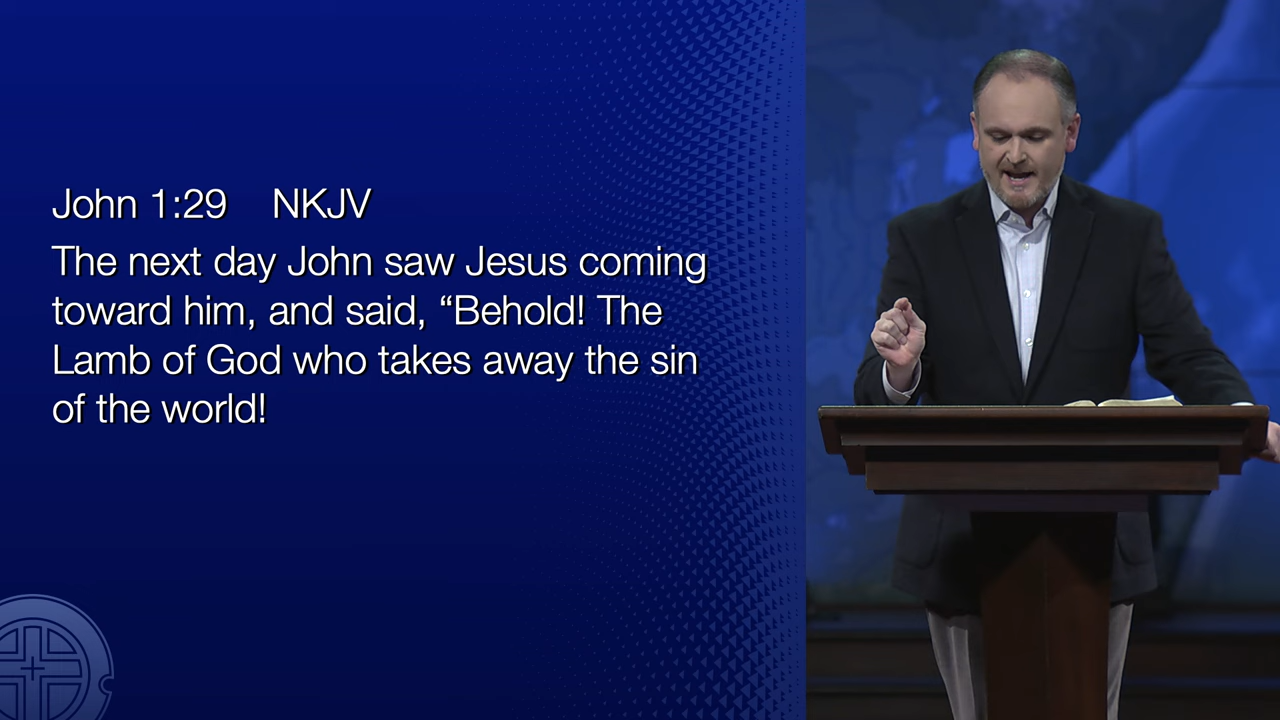 John 1:29 NKJV
The next day John saw Jesus coming
toward him, and said, “Behold! The
Lamb of God who takes away the sin
of the world!